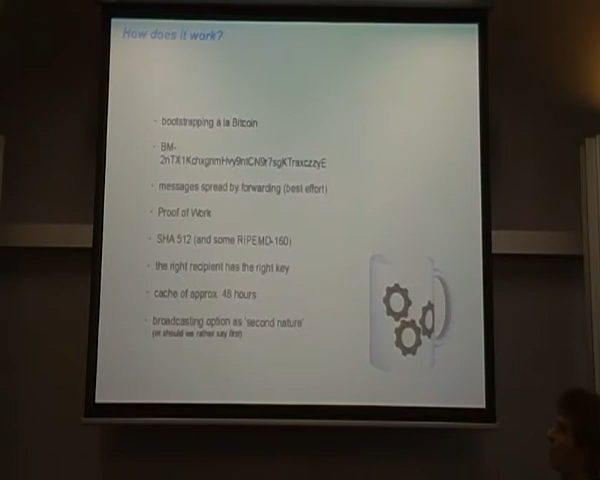 How does it work?
- bootstrapping à la Bitcoin
- BM-
- messages spread by forwarding (best effort)
- Proof of Work
- SHA 512 (and some RIPEMD-160)
- the right recipient has the right key
- cache of approx. 48 hours
- broadcasting option as 'second nature'
(or should we rather say first)